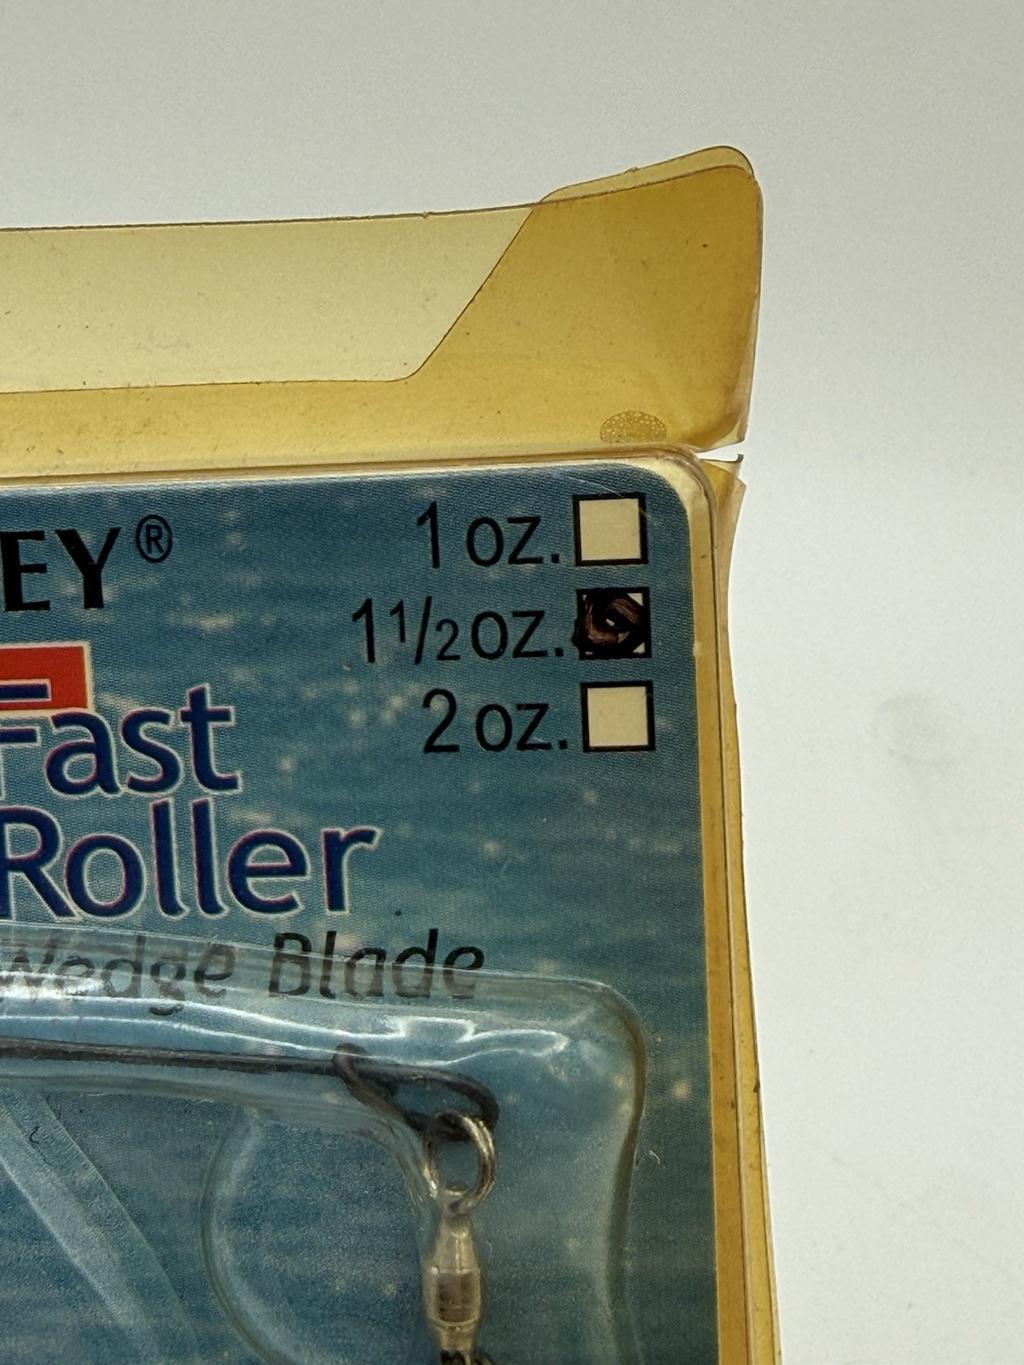 EY®
1 oz.
1 1/2 oz.
2 oz.
Fast
Roller
Wedge Blade